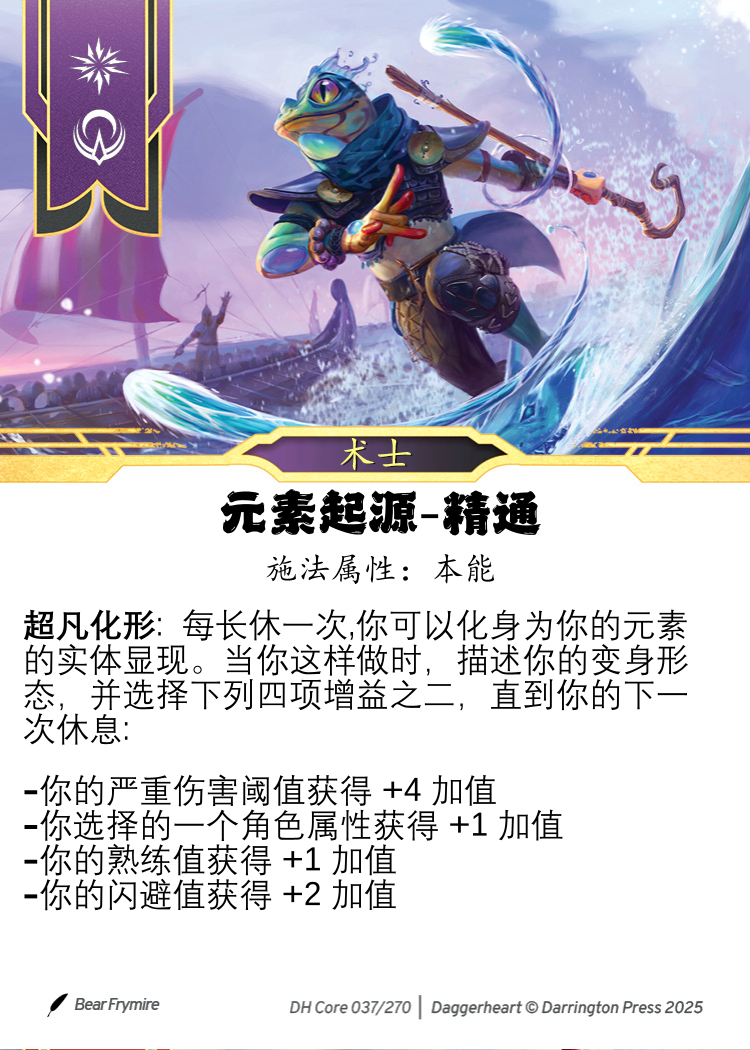 术士
元素起源-精通
施法属性：本能
超凡化形: 每长休一次,你可以化身为你的元素
的实体显现。当你这样做时，描述你的变身形
态，并选择下列四项增益之二，直到你的下一
次休息:
-你的严重伤害阈值获得 +4 加值
-你选择的一个角色属性获得 +1 加值
-你的熟练值获得 +1 加值
-你的闪避值获得 +2 加值
Bear Frymire
DH Core 037/270 | Daggerheart © Darrington Press 2025